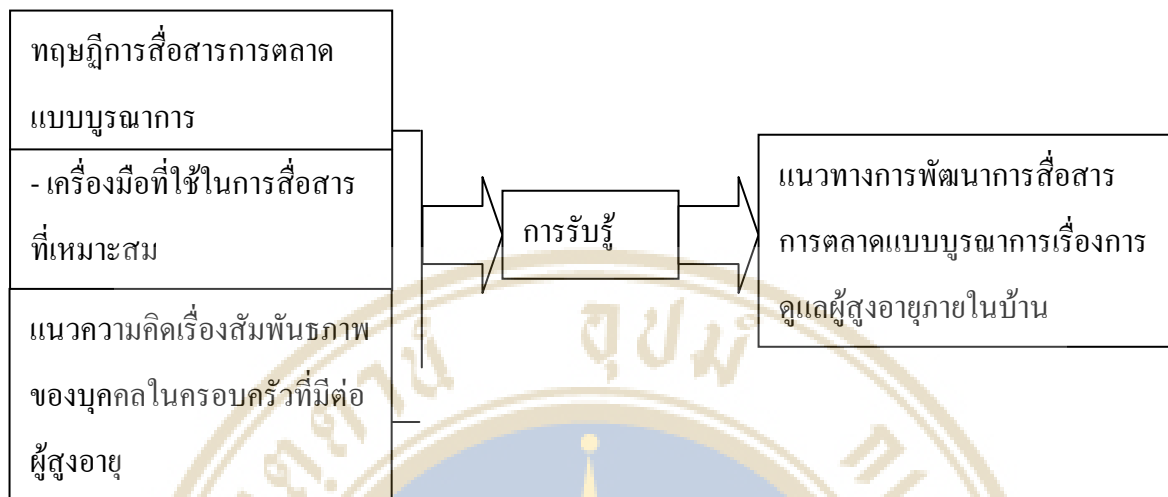 ทฤษฏีการสื่อสารการตลาด
แบบบูรณาการ
- เครื่องมือที่ใช้ในการสื่อสาร
ที่เหมาะสม
แนวความคิดเรื่องสัมพันธภาพ
ของบุคคลในครอบครัวที่มีต่อ
ผู้สูงอายุ
การรับรู้
แนวทางการพัฒนาการสื่อสาร
การตลาดแบบบูรณาการเรื่องการ
ดูแลผู้สูงอายุภายในบ้าน
อุปมํ